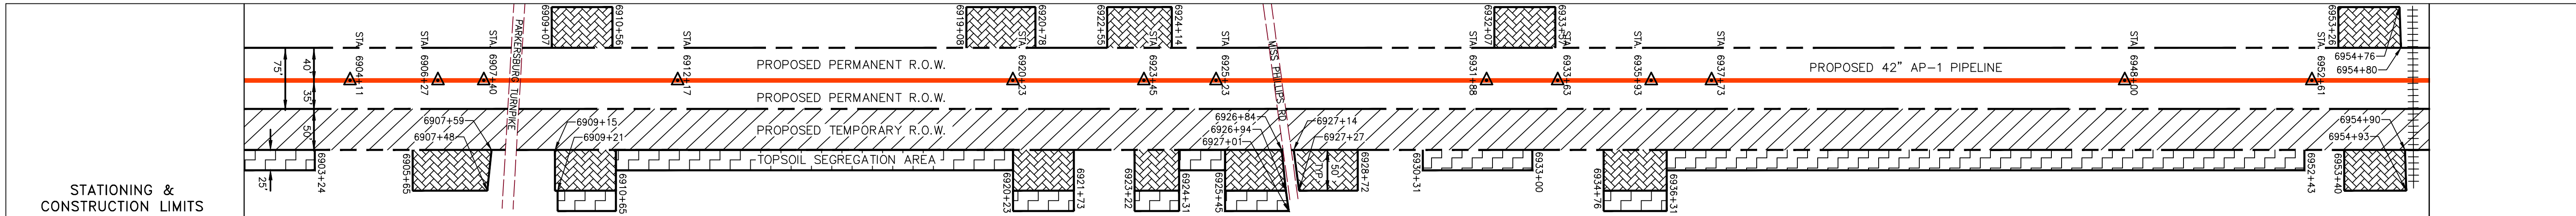 STATIONING &
CONSTRUCTION LIMITS
75'
40'
35'
50'
25'
6903+24
STA. 6904+11
STA. 6906+27
STA. 6907+40
6907+59
6907+48
6905+65
PARKERSBURG TURNPIKE
6909+07
6910+56
6909+15
6909+21
6910+65
STA. 6912+17
PROPOSED PERMANENT R.O.W.
PROPOSED PERMANENT R.O.W.
PROPOSED TEMPORARY R.O.W.
TOPSOIL SEGREGATION AREA
6919+08
6920+78
STA. 6920+23
6920+23
6921+73
6922+55
6924+14
STA. 6923+45
6923+22
6924+31
STA. 6925+23
6925+45
MISS PHILLIPS RD
6926+84
6926+94
6927+01
6927+14
6927+27
50'
TYP.
6928+72
6930+31
STA. 6931+88
6932+07
6933+57
STA. 6933+63
6933+00
STA. 6935+93
6934+76
6936+31
STA. 6937+73
PROPOSED 42" AP-1 PIPELINE
STA. 6948+00
STA. 6952+61
6952+43
6953+26
6954+76
6954+80
6954+90
6954+93
6953+40